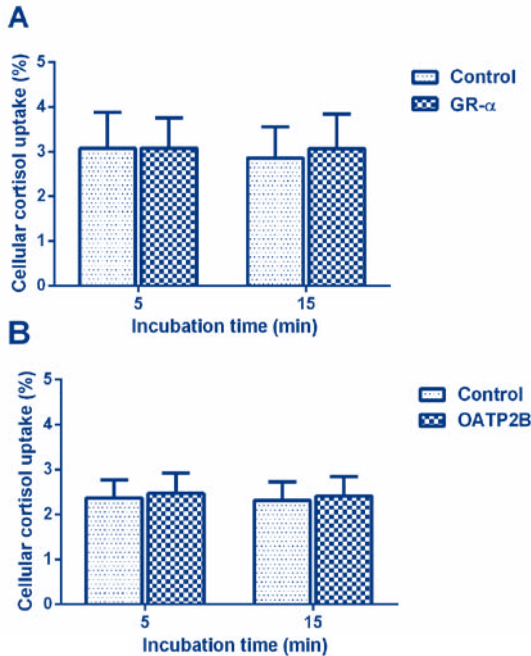 A
Cellular cortisol uptake (%)
5
4
3
2
1
0
5
15
Incubation time (min)
Control
GR-α
B
Cellular cortisol uptake (%)
5
4
3
2
1
0
5
15
Incubation time (min)
Control
OATP2B